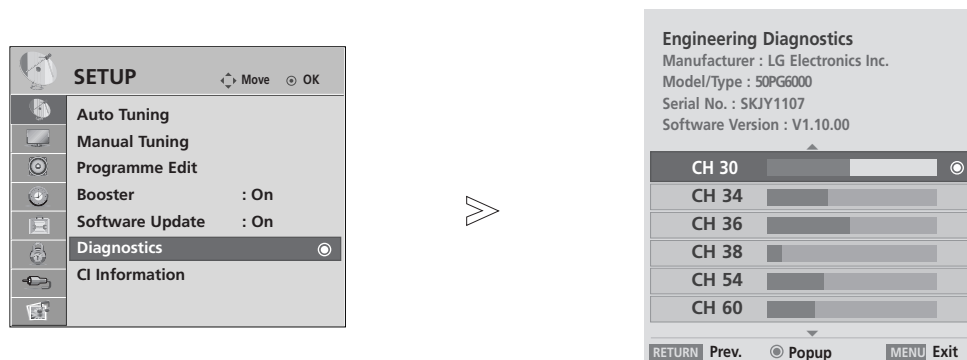 SETUP Move OK
Auto Tuning
Manual Tuning
Programme Edit
Booster : On
Software Update : On
Diagnostics
CI Information
Engineering Diagnostics
Manufacturer : LG Electronics Inc.
Model/Type : 50PG6000
Serial No. : SKJY1107
Software Version : V1.10.00
CH 30
CH 34
CH 36
CH 38
CH 54
CH 60
RETURN Prev. Popup MENU Exit